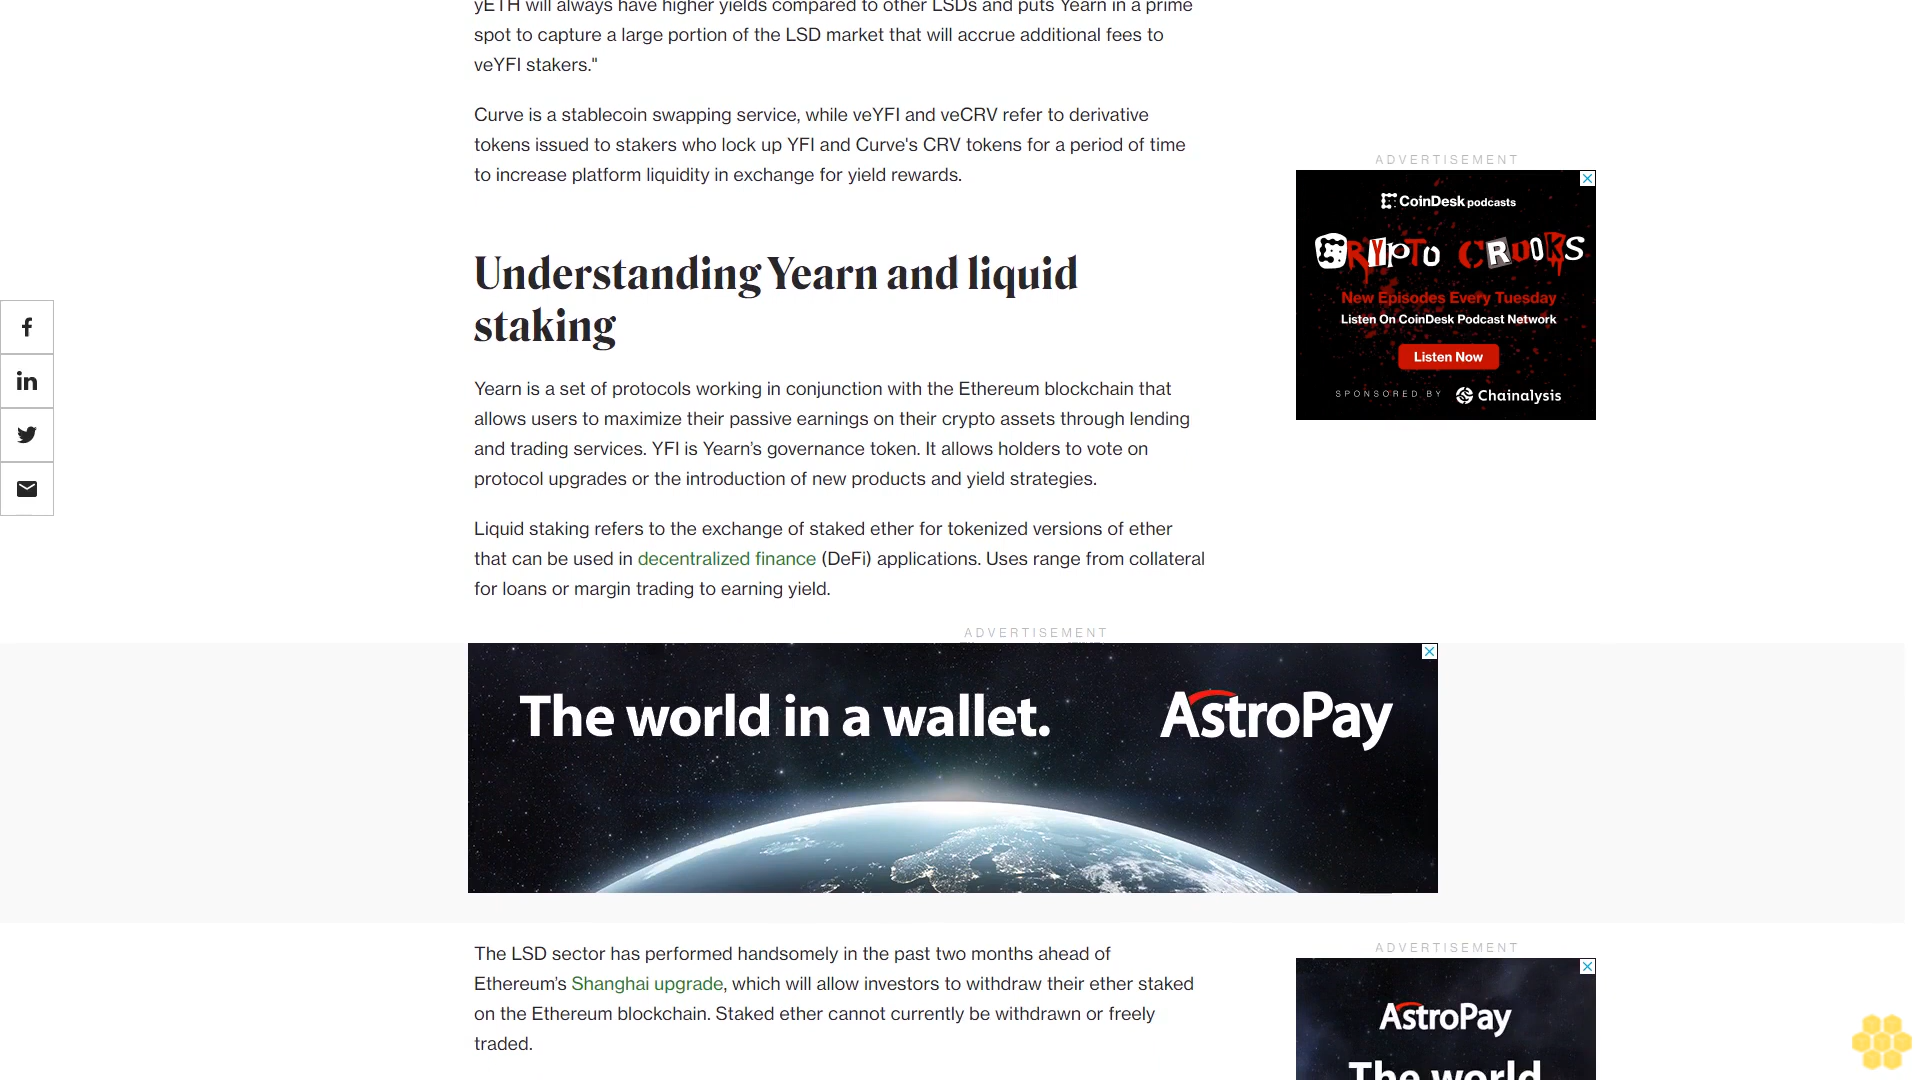 yETH will always have higher yields compared to other LSDs and puts Yearn in a prime
spot to capture a large portion of the LSD market that will accrue additional fees to
veYFI stakers."
Curve is a stablecoin swapping service, while veYFI and veCRV refer to derivative
tokens issued to stakers who lock up YFI and Curve's CRV tokens for a period of time
to increase platform liquidity in exchange for yield rewards.
ADVERTISEMENT
CoinDesk podcasts
CRYPTO CROOKS
New Episodes Every Tuesday
Listen On CoinDesk Podcast Network
Listen Now
SPONSORED BY Chainalysis
Understanding Yearn and liquid
staking
Yearn is a set of protocols working in conjunction with the Ethereum blockchain that
allows users to maximize their passive earnings on their crypto assets through lending
and trading services. YFI is Yearn’s governance token. It allows holders to vote on
protocol upgrades or the introduction of new products and yield strategies.
Liquid staking refers to the exchange of staked ether for tokenized versions of ether
that can be used in decentralized finance (DeFi) applications. Uses range from collateral
for loans or margin trading to earning yield.
ADVERTISEMENT
The world in a wallet.
AstroPay
The LSD sector has performed handsomely in the past two months ahead of
Ethereum’s Shanghai upgrade, which will allow investors to withdraw their ether staked
on the Ethereum blockchain. Staked ether cannot currently be withdrawn or freely
traded.
ADVERTISEMENT
AstroPay
The world